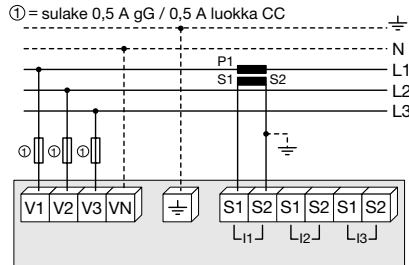 ① = sulake 0,5 A gG / 0,5 A luokka CC
N
P1
L1
S1 S2
L2
L3
① ① ①
V1 V2 V3 VN S1 S2 S1 S2 S1 S2
I1 I2 I3